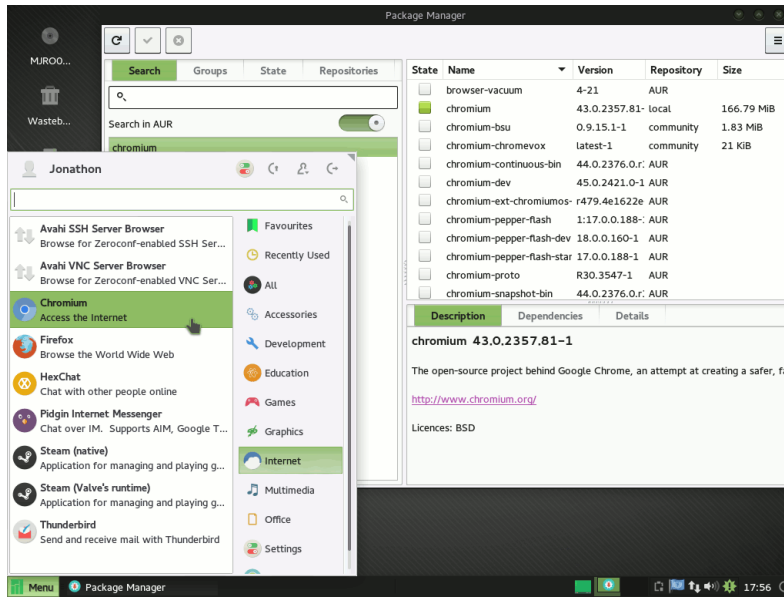 Package Manager
MJROO...
Wasteb...
Search Groups State Repositories
Search in AUR
chromium
State Name Version Repository Size
browser-vacuum 4-21 AUR
chromium 43.0.2357.81- local 166.79 MiB
chromium-bsu 0.9.15.1-1 community 1.83 MiB
chromium-chromevox latest-1 community 21 KiB
chromium-continuous-bin 44.0.2376.0.r: AUR
chromium-dev 45.0.2421.0-1 AUR
chromium-ext-chromiumos- r479.4e1622e AUR
chromium-pepper-flash 1:17.0.0.188-: AUR
chromium-pepper-flash-dev 18.0.0.160-1 AUR
chromium-pepper-flash-star 17.0.0.188-1 AUR
chromium-proto R30.3547-1 AUR
chromium-snapshot-bin 44.0.2376.0.r: AUR
Description Dependencies Details
chromium 43.0.2357.81-1
The open-source project behind Google Chrome, an attempt at creating a safer, fa
http://www.chromium.org/
Licences: BSD
Jonathon
Avahi SSH Server Browser
Browse for Zeroconf-enabled SSH Ser...
Avahi VNC Server Browser
Browse for Zeroconf-enabled VNC Ser...
Chromium
Access the Internet
Firefox
Browse the World Wide Web
HexChat
Chat with other people online
Pidgin Internet Messenger
Chat over IM. Supports AIM, Google T...
Steam (native)
Application for managing and playing g...
Steam (Valve's runtime)
Application for managing and playing g...
Thunderbird
Send and receive mail with Thunderbird
Favourites
Recently Used
All
Accessories
Development
Education
Games
Graphics
Internet
Multimedia
Office
Settings
Menu Package Manager 17:56